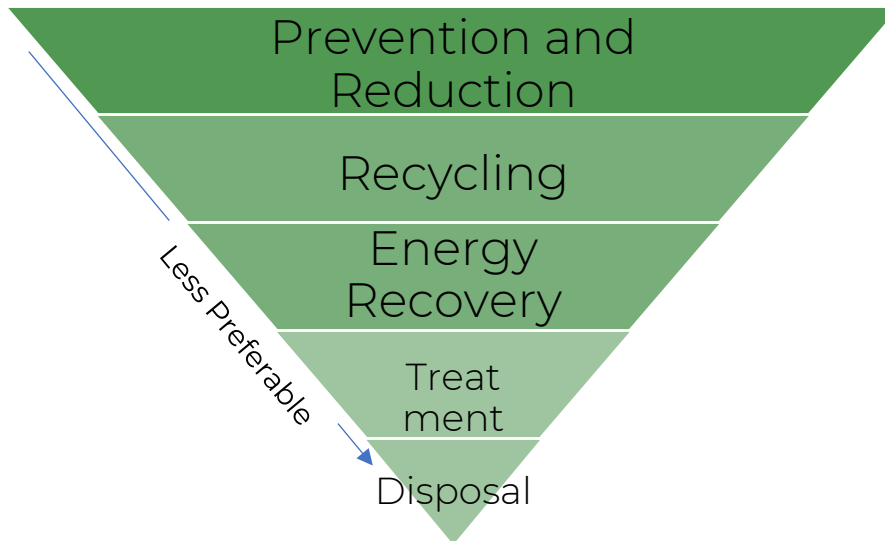 Prevention and
Reduction
Recycling
Energy
Recovery
Less Preferable
Treat
ment
Disposal